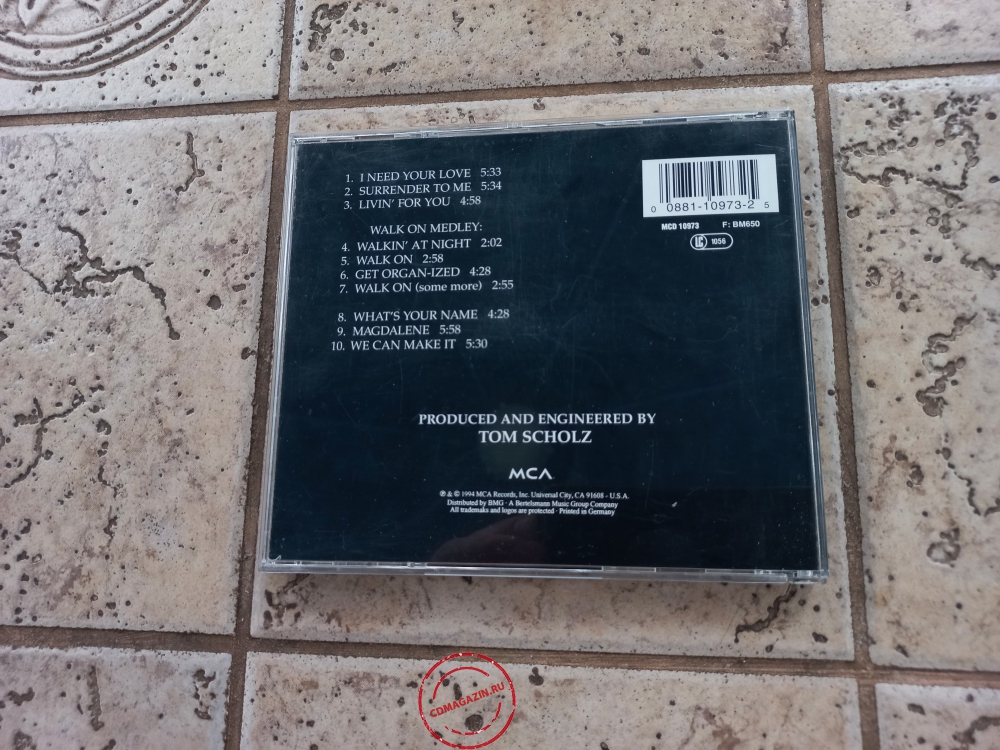 1. I NEED YOUR LOVE 5:33
2. SURRENDER TO ME 5:34
3. LIVIN' FOR YOU 4:58
WALK ON MEDLEY:
4. WALKIN' AT NIGHT 2:02
5. WALK ON 2:58
6. GET ORGAN-IZED 4:28
7. WALK ON (some more) 2:55
8. WHAT'S YOUR NAME 4:28
9. MAGDALENE 5:58
10. WE CAN MAKE IT 5:30
0 0881-10973-2 5
MCD 10973 F: BM650
LC 1056
PRODUCED AND ENGINEERED BY
TOM SCHOLZ
MCA
℗ & © 1994 MCA Records, Inc. Universal City, CA 91608 - U.S.A.
Distributed by BMG · A Bertelsmann Music Group Company
All trademaks and logos are protected · Printed in Germany
CDMAGAZIN.RU